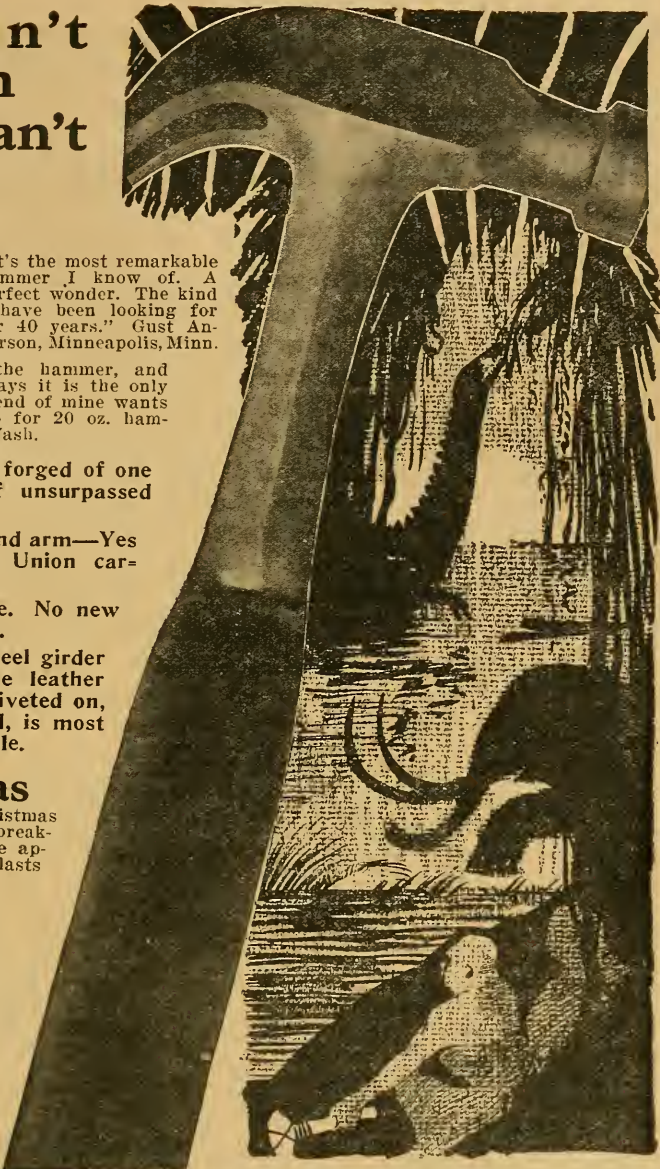 n't
n
an't
t's the most remarkable
mmer I know of. A
rfect wonder. The kind
have been looking for
r 40 years." Gust An-
rson, Minneapolis, Minn.
the hammer, and
ays it is the only
end of mine wants
for 20 oz. ham-
Wash.
forged of one
f unsurpassed
nd arm—Yes
Union car=
e. No new
.
eel girder
e leather
iveted on,
l, is most
le.
as
istmas
break-
e ap-
lasts